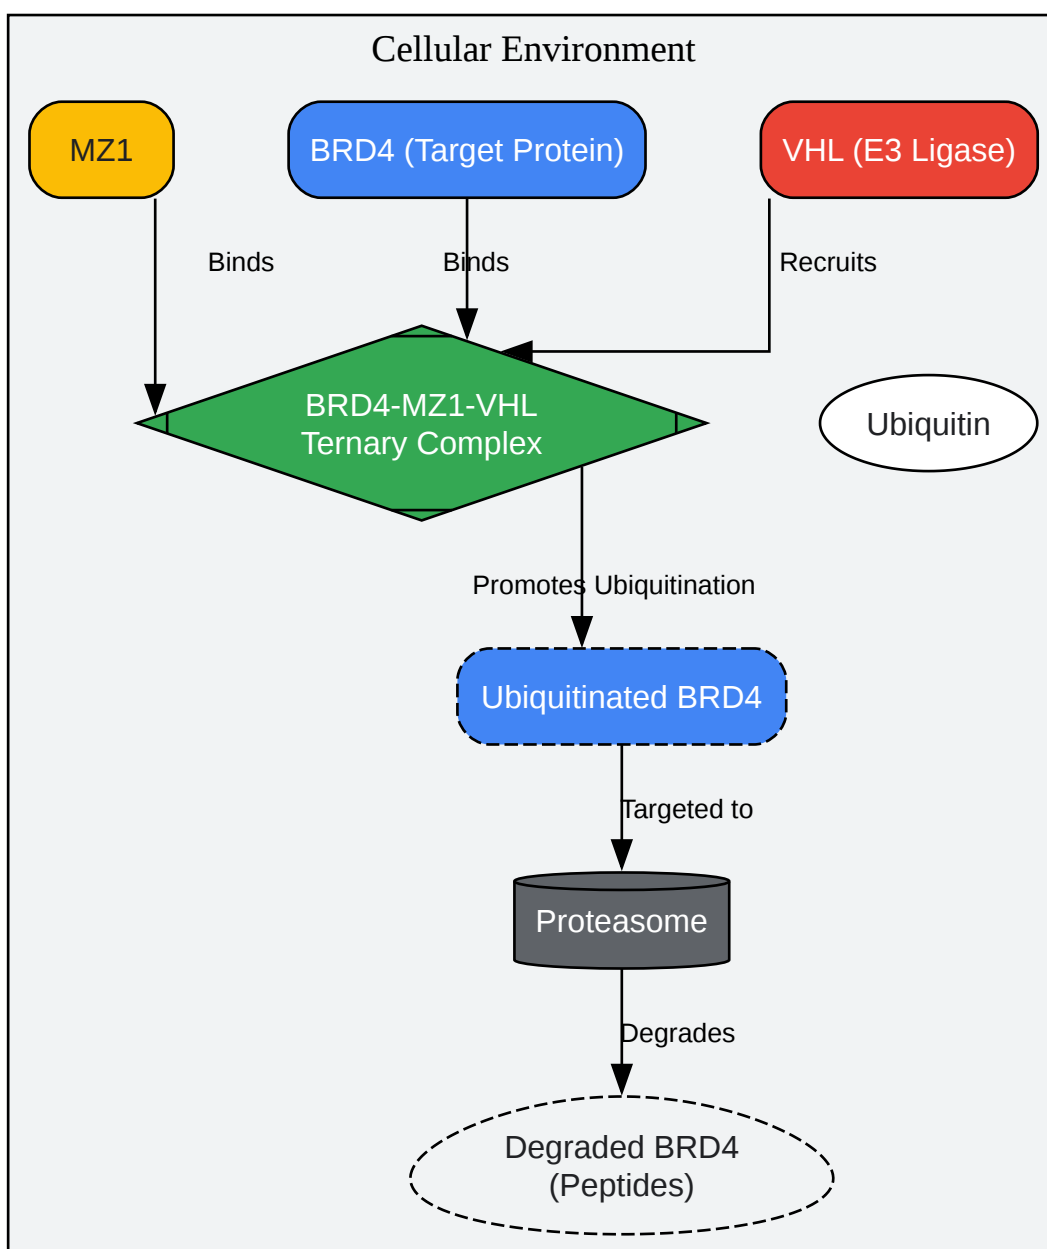 Cellular Environment
MZ1
BRD4 (Target Protein)
VHL (E3 Ligase)
Binds
Binds
Recruits
BRD4-MZ1-VHL
Ternary Complex
Ubiquitin
Promotes Ubiquitination
Ubiquitinated BRD4
Targeted to
Proteasome
Degrades
Degraded BRD4
(Peptides)